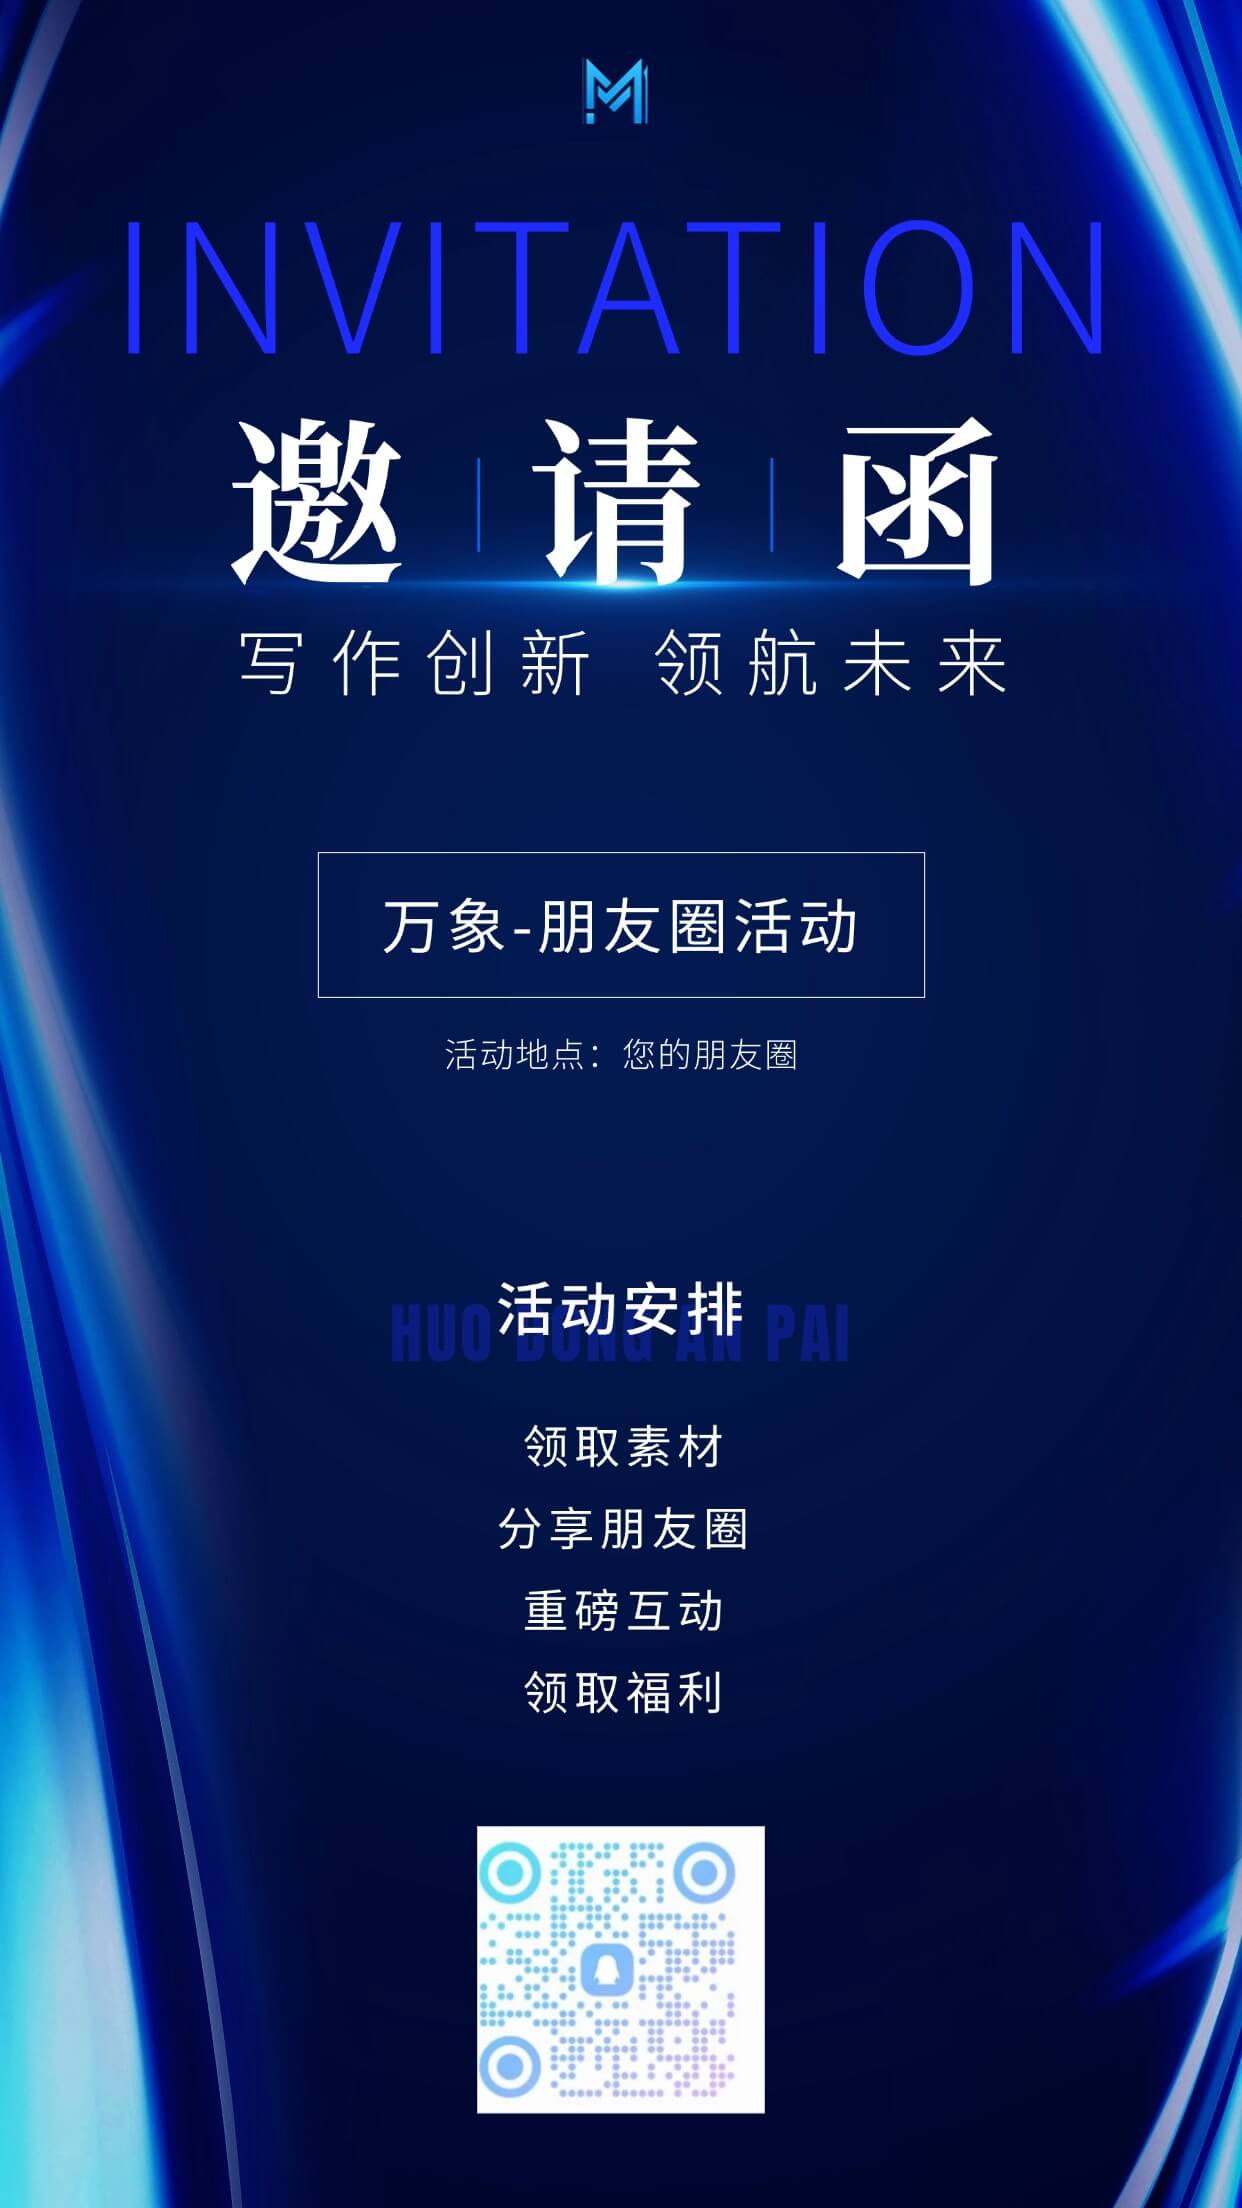 INVITATION
邀请函
写作创新 领航未来
万象-朋友圈活动
活动地点：您的朋友圈
活动安排
HUO DONG AN PAI
领取素材
分享朋友圈
重磅互动
领取福利